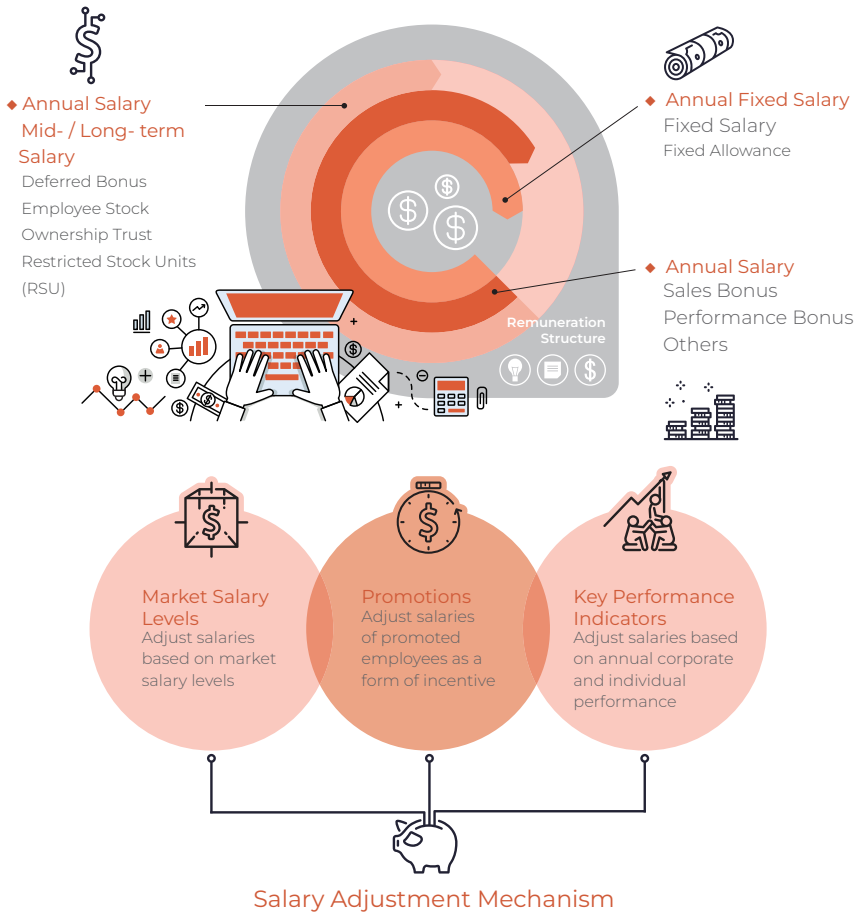 Annual Salary
Mid- / Long- term
Salary
Deferred Bonus
Employee Stock
Ownership Trust
Restricted Stock Units
(RSU)
Annual Fixed Salary
Fixed Salary
Fixed Allowance
Annual Salary
Sales Bonus
Performance Bonus
Others
Remuneration
Structure
Market Salary
Levels
Adjust salaries
based on market
salary levels
Promotions
Adjust salaries
of promoted
employees as a
form of incentive
Key Performance
Indicators
Adjust salaries based
on annual corporate
and individual
performance
Salary Adjustment Mechanism